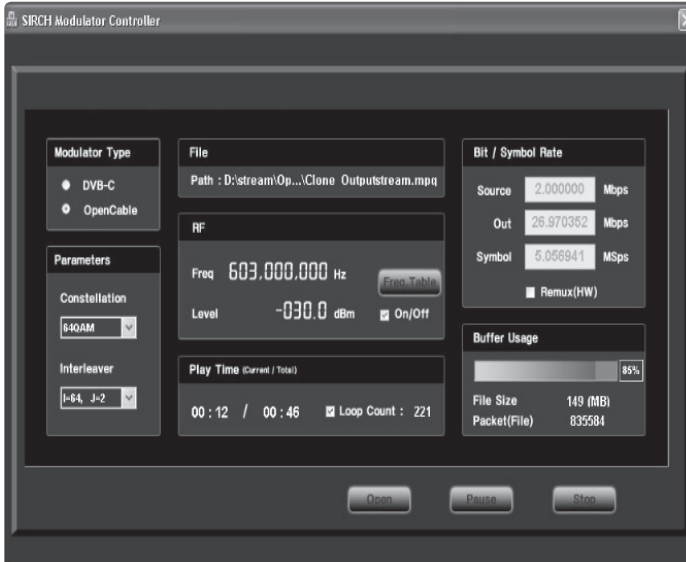 SIRCH Modulator Controller
Modulator Type
DVB-C
OpenCable
Parameters
Constellation
64QAM
Interleaver
I=64, J=2
File
Path : D:\stream\Op...\Clone Outputstream.mpq
RF
Freq 603,000,000 Hz
Freq.Table
Level -030.0 dBm On/Off
Play Time (Current / Total)
00 : 12 / 00 : 46 Loop Count : 221
Bit / Symbol Rate
Source 2.000000 Mbps
Out 26.970352 Mbps
Symbol 5.056941 MSps
Remux(HW)
Buffer Usage
85%
File Size 149 (MB)
Packet(File) 835584
Open Pause Stop